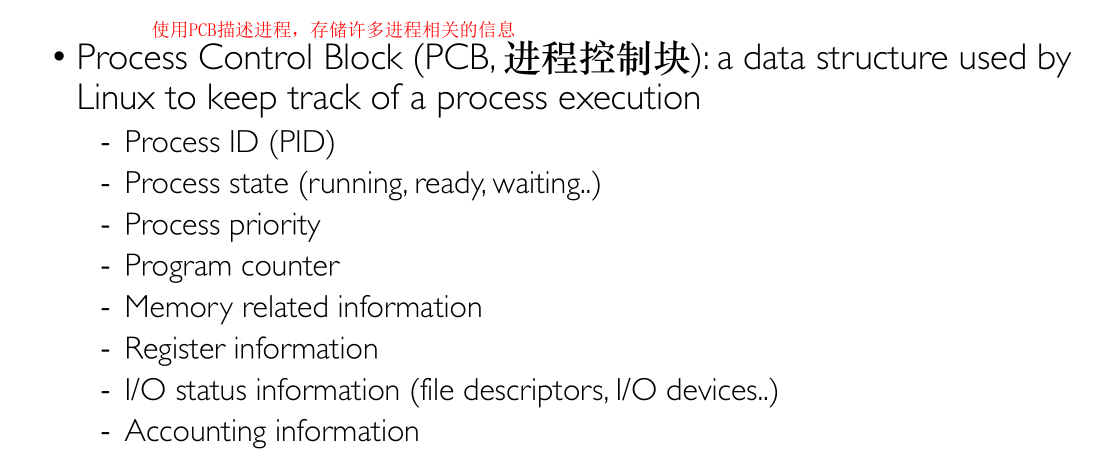 使用PCB描述进程，存储许多进程相关的信息
• Process Control Block (PCB, 进程控制块): a data structure used by
Linux to keep track of a process execution
- Process ID (PID)
- Process state (running, ready, waiting..)
- Process priority
- Program counter
- Memory related information
- Register information
- I/O status information (file descriptors, I/O devices..)
- Accounting information